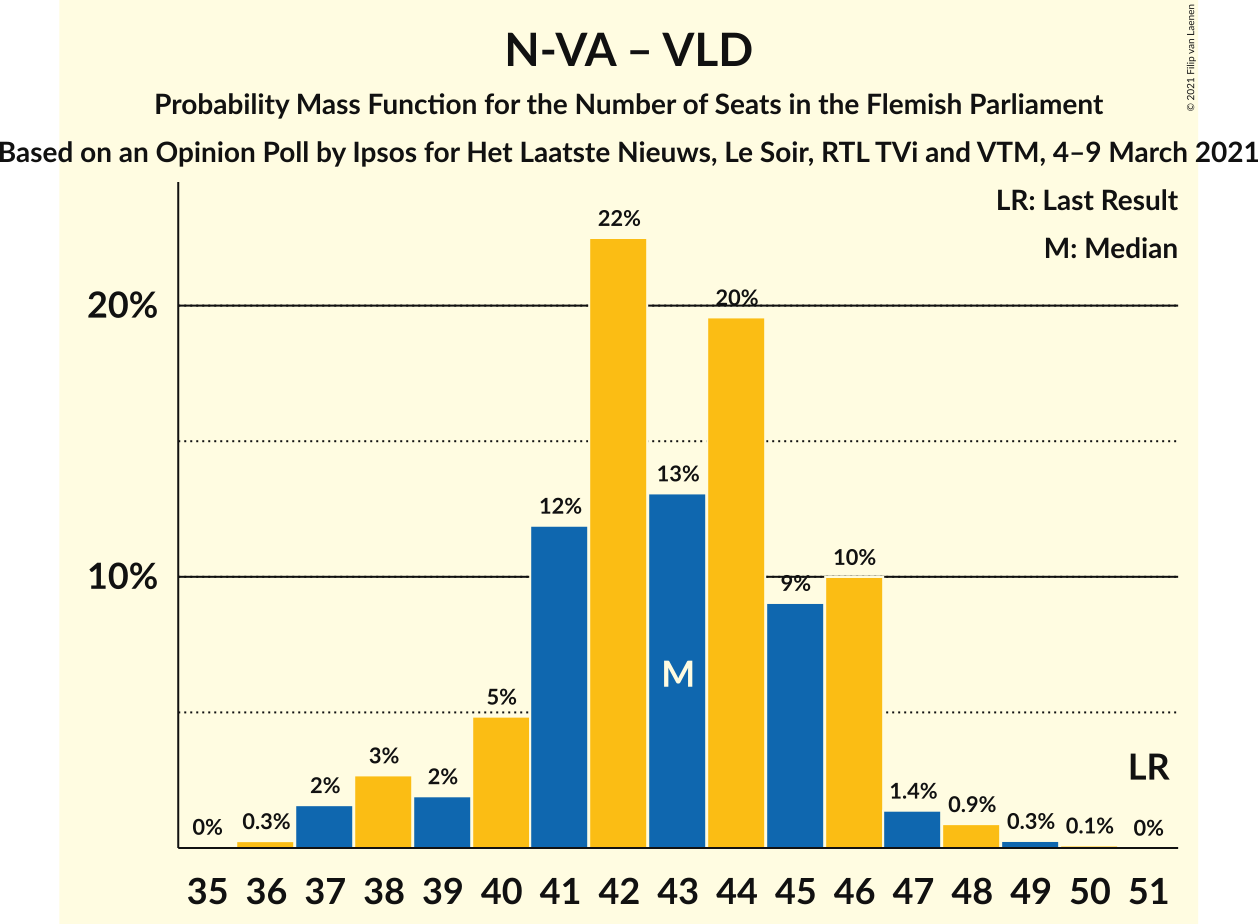 N-VA – VLD
Probability Mass Function for the Number of Seats in the Flemish Parliament
Based on an Opinion Poll by Ipsos for Het Laatste Nieuws, Le Soir, RTL TVi and VTM, 4–9 March 2021
© 2021 Filip van Laenen
LR: Last Result
M: Median
22%
20%
20%
13%
12%
10%
10%
9%
M
5%
3%
2%
2%
LR
1.4%
0.9%
0% 0.3% 0.3% 0.1% 0%
35 36 37 38 39 40 41 42 43 44 45 46 47 48 49 50 51